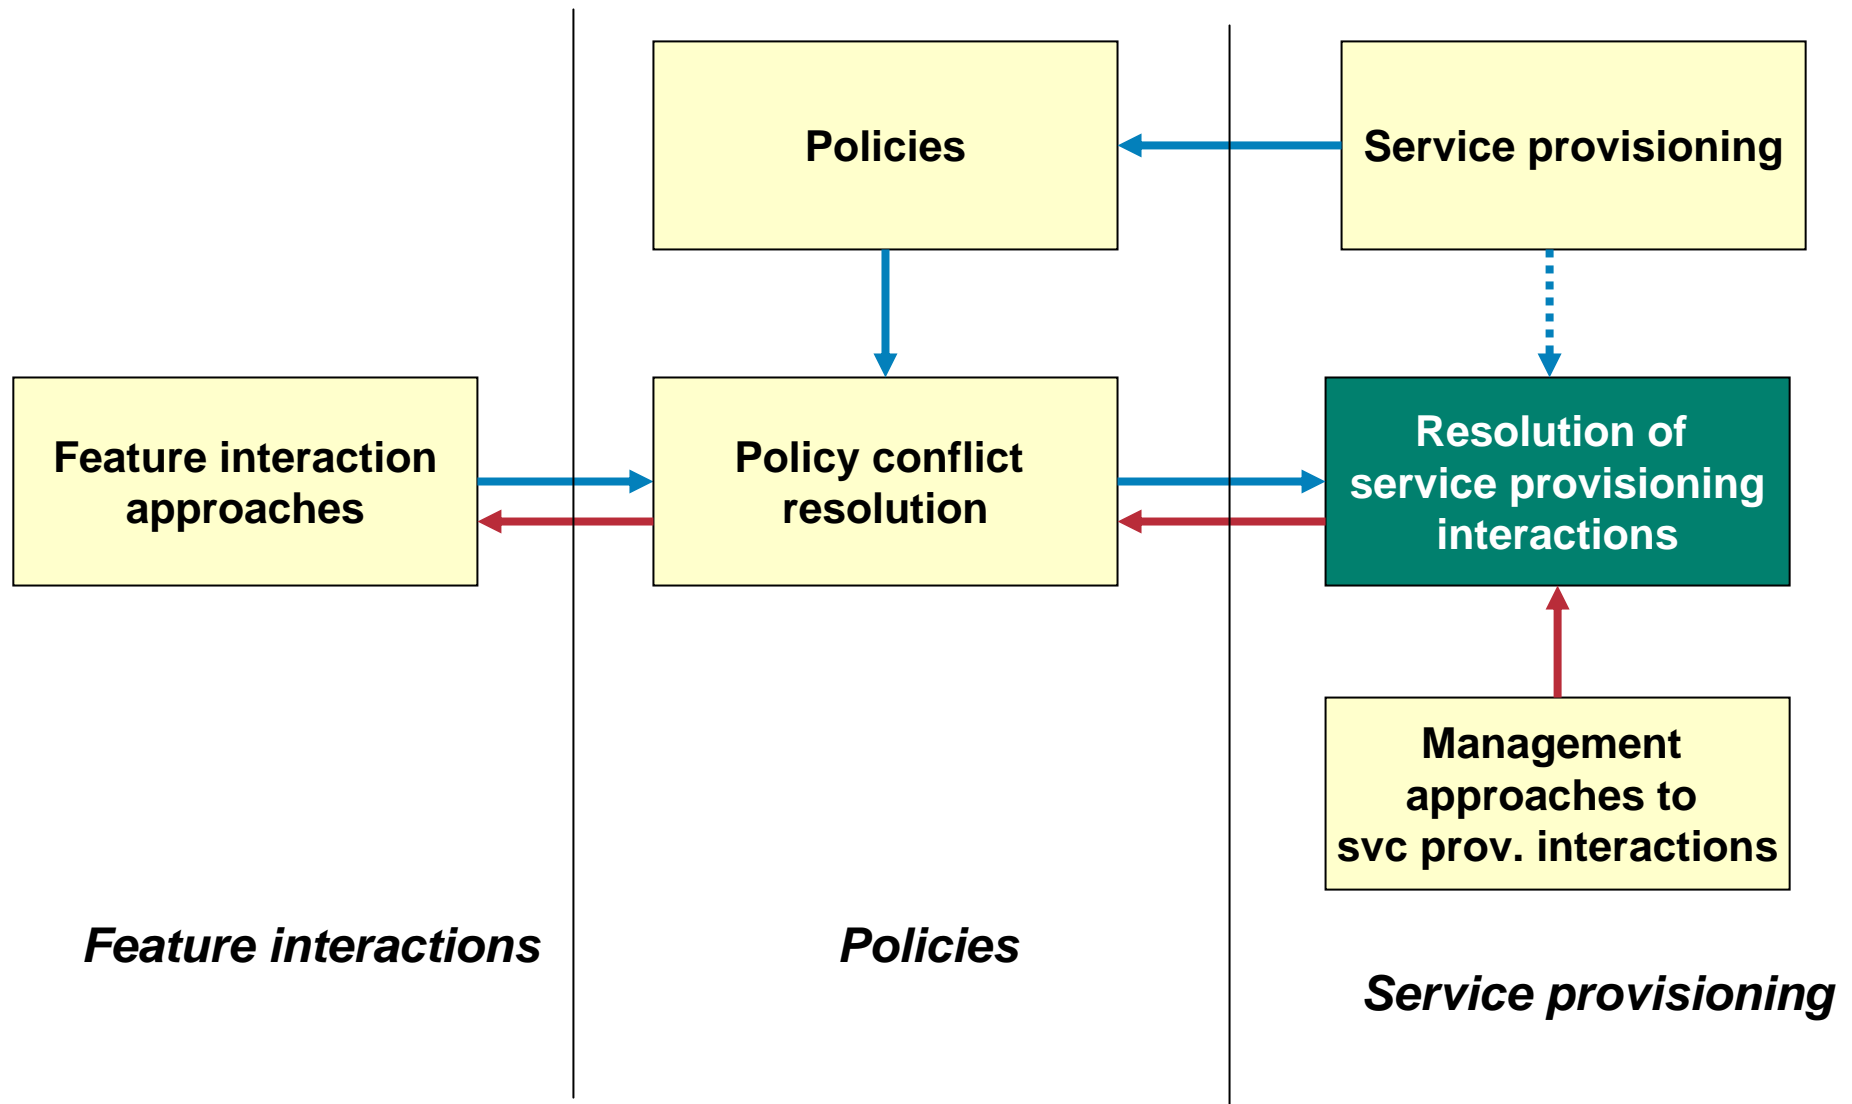 Policies
Service provisioning
Feature interaction
approaches
Policy conflict
resolution
Resolution of
service provisioning
interactions
Management
approaches to
svc prov. interactions
Feature interactions
Policies
Service provisioning